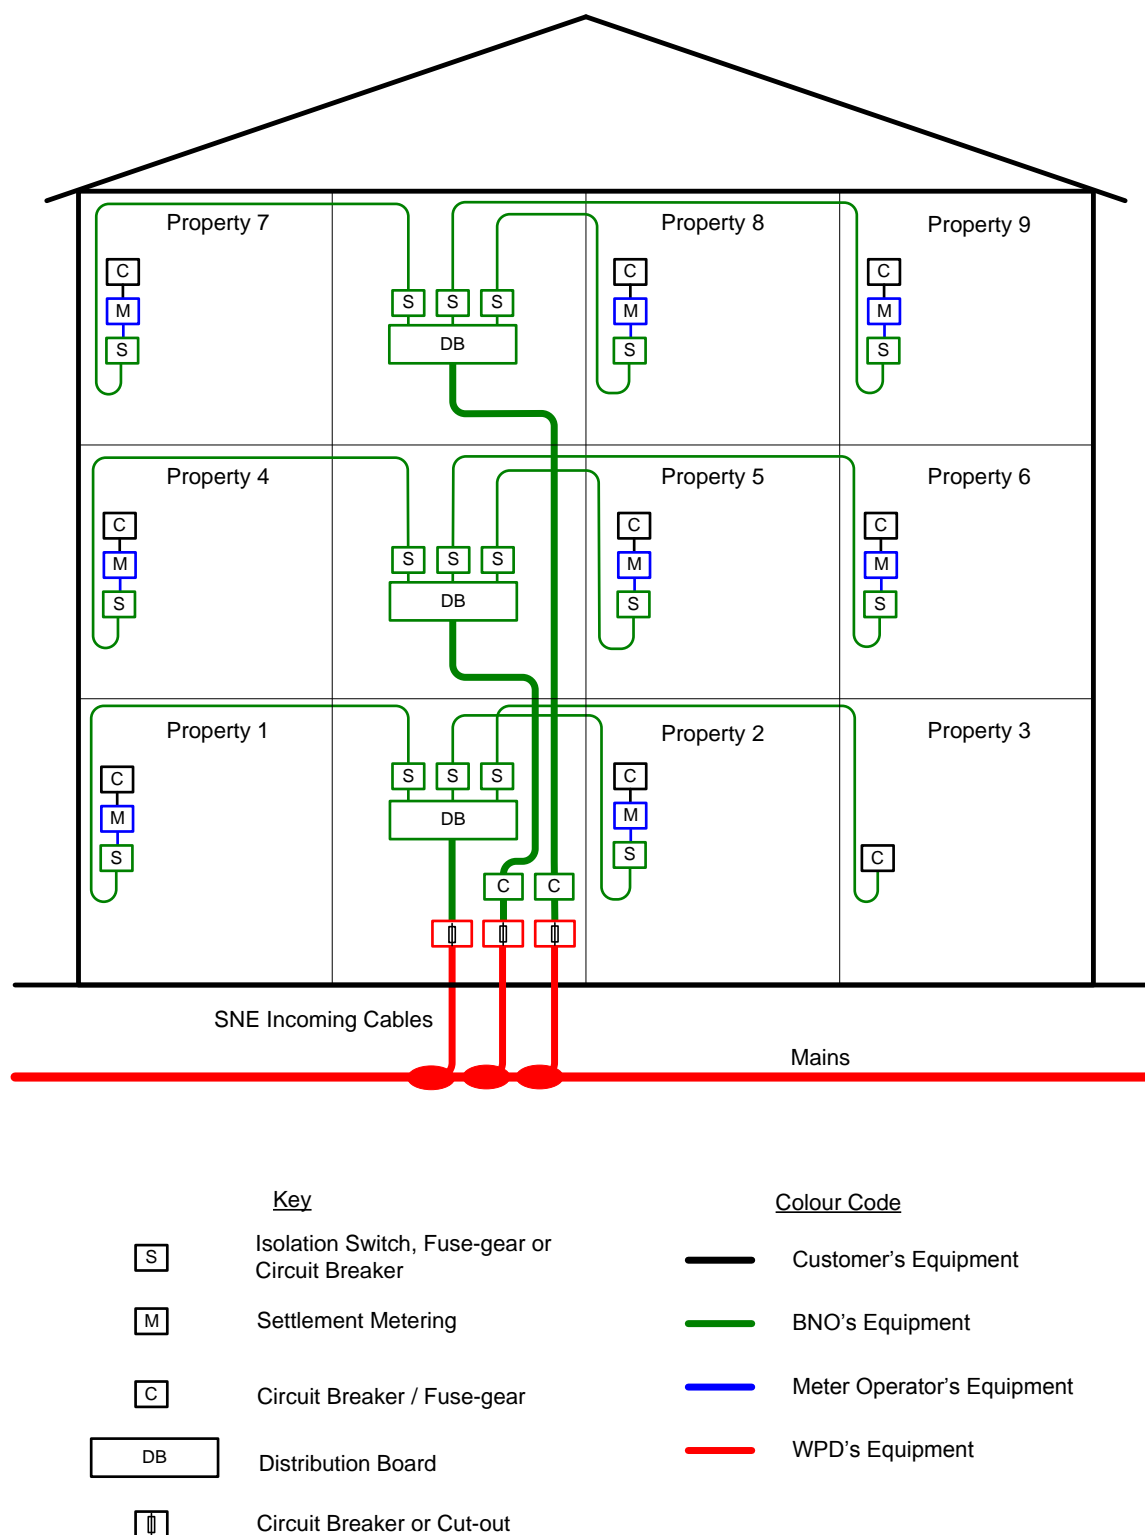 Property 7
Property 8
Property 9
C
C
C
M
M
M
S
S
S
S
S
S
DB
Property 4
Property 5
Property 6
C
C
C
M
M
M
S
S
S
S
S
S
DB
Property 1
Property 2
Property 3
S
S
S
C
C
M
M
DB
S
S
C
C
C
SNE Incoming Cables
Mains
Key
S
Isolation Switch, Fuse-gear or
Circuit Breaker
M
Settlement Metering
C
Circuit Breaker / Fuse-gear
DB
Distribution Board
Circuit Breaker or Cut-out
Colour Code
Customer’s Equipment
BNO’s Equipment
Meter Operator’s Equipment
WPD’s Equipment